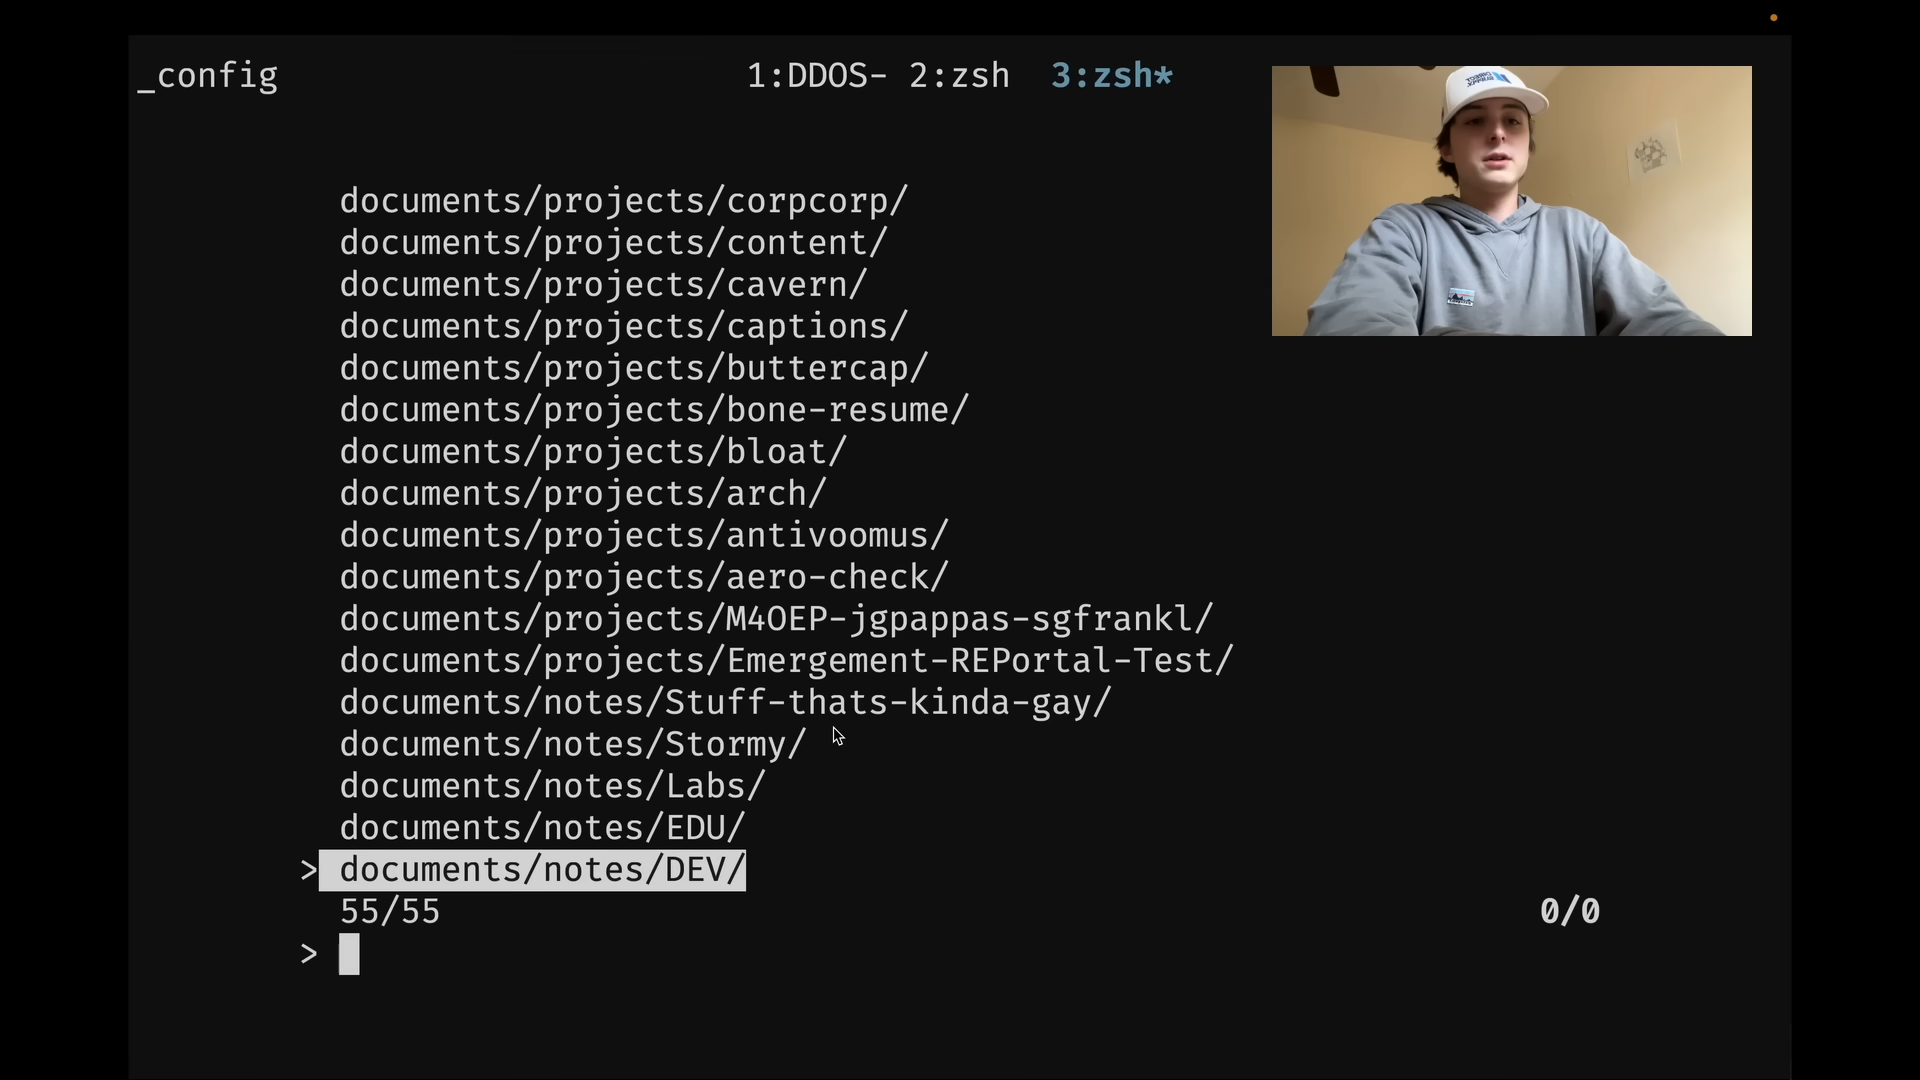 _config 1:DDOS- 2:zsh 3:zsh*
documents/projects/corpcorp/
documents/projects/content/
documents/projects/cavern/
documents/projects/captions/
documents/projects/buttercap/
documents/projects/bone-resume/
documents/projects/bloat/
documents/projects/arch/
documents/projects/antivoomus/
documents/projects/aero-check/
documents/projects/M4OEP-jgpappas-sgfrankl/
documents/projects/Emergement-REPortal-Test/
documents/notes/Stuff-thats-kinda-gay/
documents/notes/Stormy/
documents/notes/Labs/
documents/notes/EDU/
> documents/notes/DEV/
55/55 0/0
>